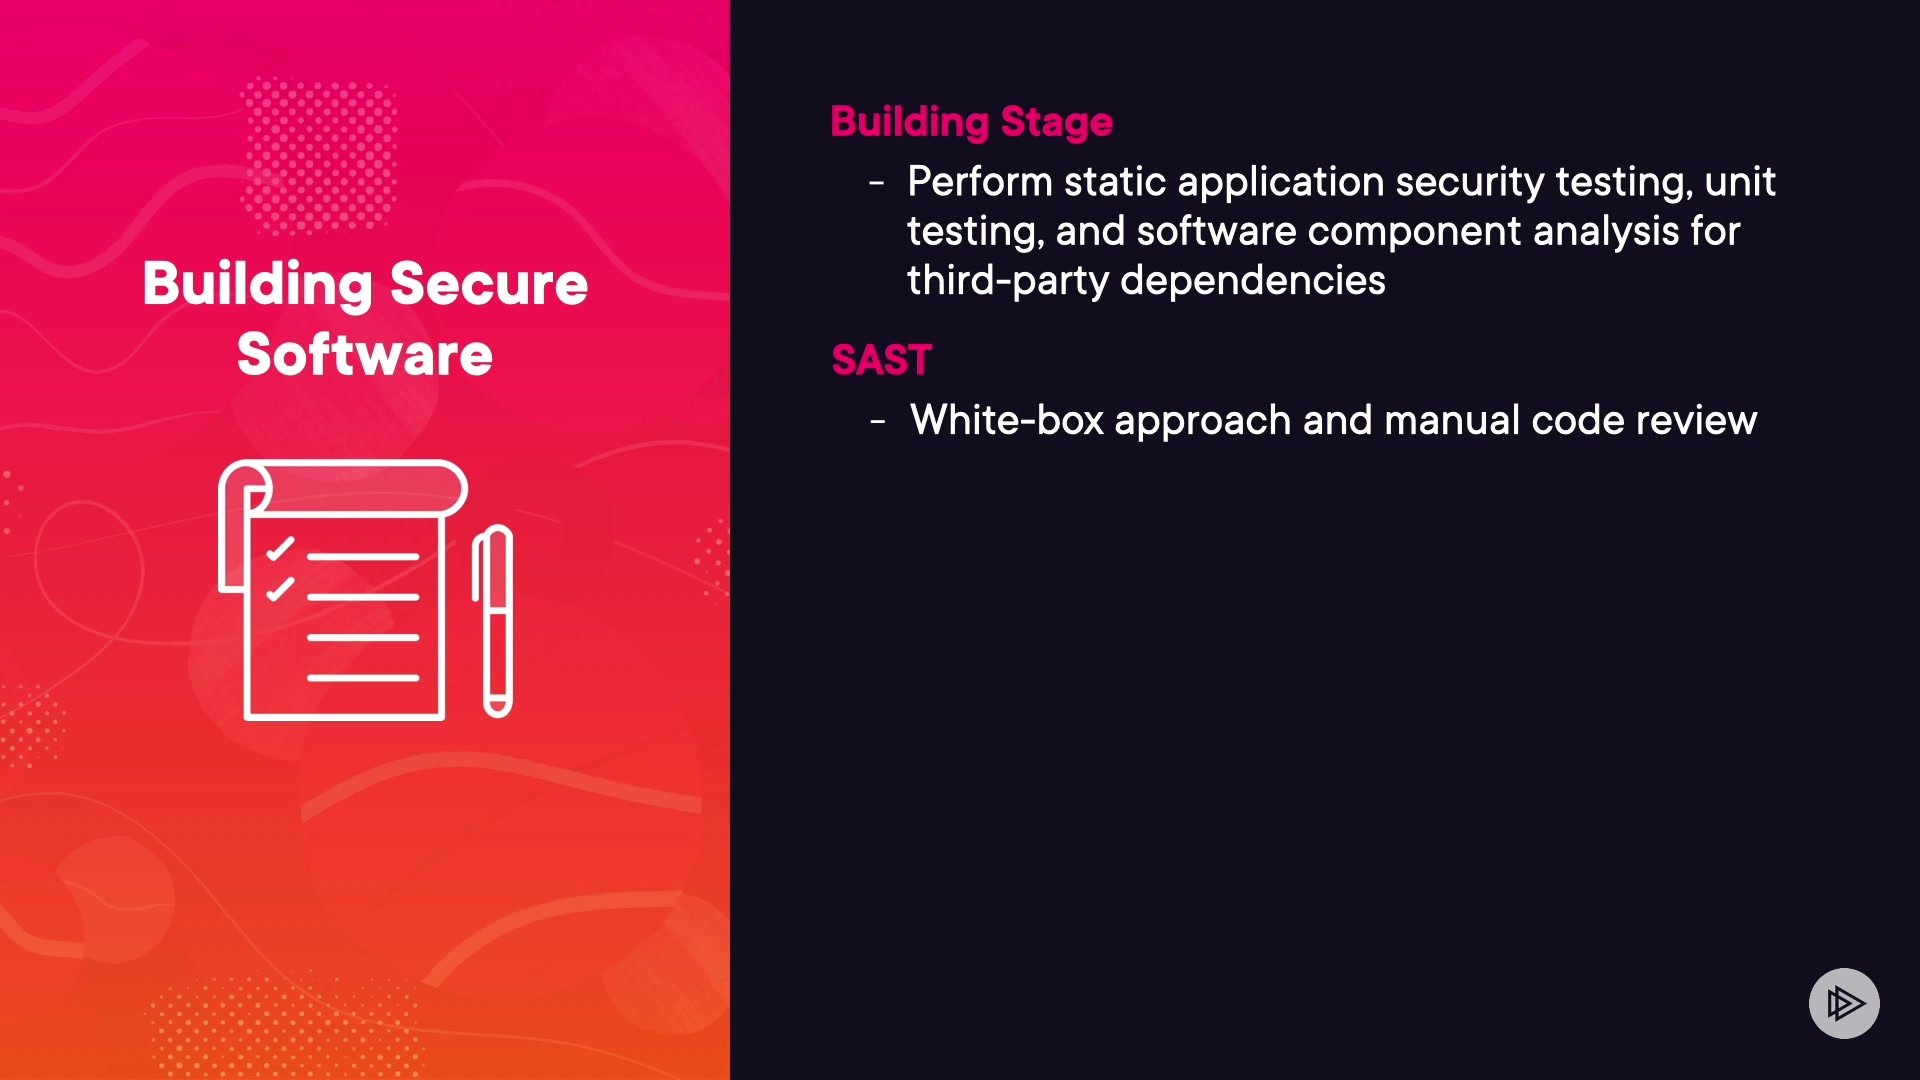 Building Secure
Software
Building Stage
- Perform static application security testing, unit
testing, and software component analysis for
third-party dependencies
SAST
- White-box approach and manual code review